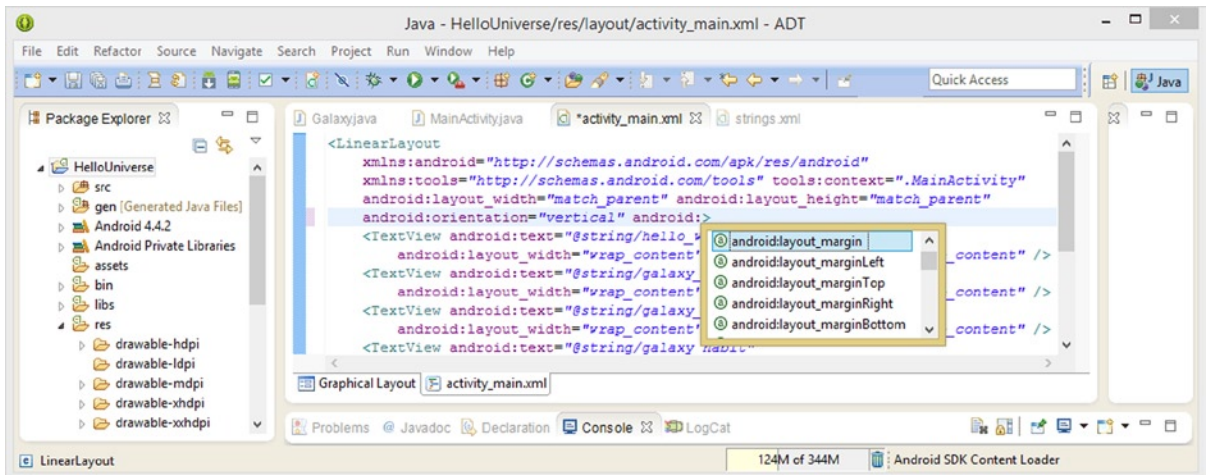 Java - HelloUniverse/res/layout/activity_main.xml - ADT
File Edit Refactor Source Navigate Search Project Run Window Help
Quick Access
Java
Package Explorer
HelloUniverse
src
gen [Generated Java Files]
Android 4.4.2
Android Private Libraries
assets
bin
libs
res
drawable-hdpi
drawable-ldpi
drawable-mdpi
drawable-xhdpi
drawable-xxhdpi
Galaxy.java MainActivity.java *activity_main.xml strings.xml
<LinearLayout
xmlns:android="http://schemas.android.com/apk/res/android"
xmlns:tools="http://schemas.android.com/tools" tools:context=".MainActivity"
android:layout_width="match_parent" android:layout_height="match_parent"
android:orientation="vertical" android:>
<TextView android:text="@string/hello_
android:layout_width="wrap_content" _content" />
<TextView android:text="@string/galaxy_
android:layout_width="wrap_content" _content" />
<TextView android:text="@string/galaxy_
android:layout_width="wrap_content" _content" />
<TextView android:text="@string/galaxy habit"
android:layout_margin
android:layout_marginLeft
android:layout_marginTop
android:layout_marginRight
android:layout_marginBottom
Graphical Layout activity_main.xml
Problems @ Javadoc Declaration Console LogCat
LinearLayout 124M of 344M Android SDK Content Loader